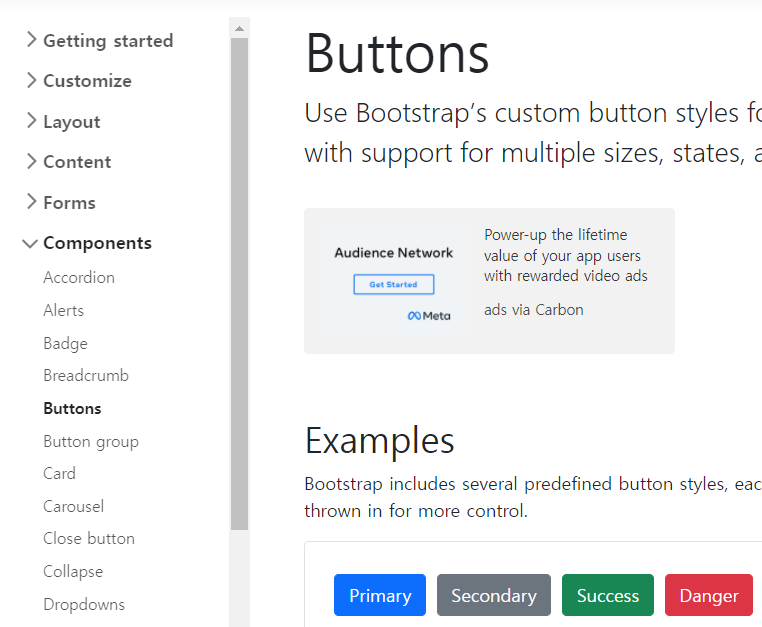 Getting started
Customize
Layout
Content
Forms
Components
Accordion
Alerts
Badge
Breadcrumb
Buttons
Button group
Card
Carousel
Close button
Collapse
Dropdowns
Buttons
Use Bootstrap's custom button styles fo
with support for multiple sizes, states, a
Audience Network
Get Started
Meta
Power-up the lifetime
value of your app users
with rewarded video ads
ads via Carbon
Examples
Bootstrap includes several predefined button styles, eac
thrown in for more control.
Primary Secondary Success Danger